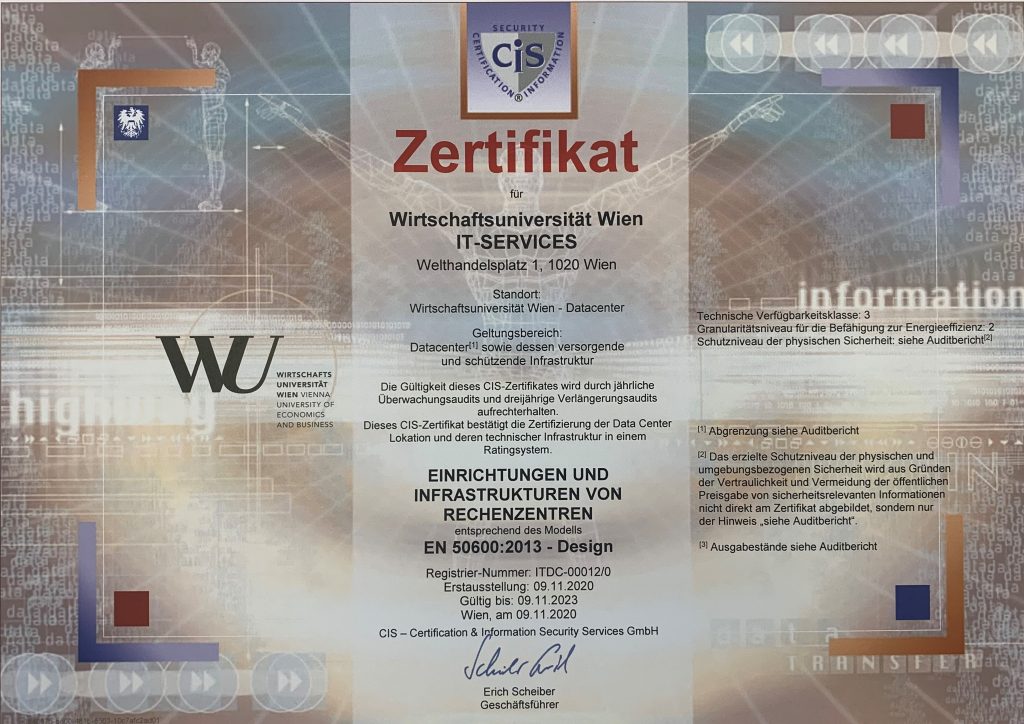 SECURITY
CERTIFICATION INFORMATION
CiS
®
Zertifikat
für
Wirtschaftsuniversität Wien
IT-SERVICES
Welthandelsplatz 1, 1020 Wien
Standort:
Wirtschaftsuniversität Wien - Datacenter
Geltungsbereich:
Datacenter[1] sowie dessen versorgende
und schützende Infrastruktur
Die Gültigkeit dieses CIS-Zertifikates wird durch jährliche
Überwachungsaudits und dreijährige Verlängerungsaudits
aufrechterhalten.
Dieses CIS-Zertifikat bestätigt die Zertifizierung der Data Center
Lokation und deren technischer Infrastruktur in einem
Ratingsystem.
EINRICHTUNGEN UND
INFRASTRUKTUREN VON
RECHENZENTREN
entsprechend des Modells
EN 50600:2013 - Design
Registrier-Nummer: ITDC-00012/0
Erstausstellung: 09.11.2020
Gültig bis: 09.11.2023
Wien, am 09.11.2020
CIS – Certification & Information Security Services GmbH
Erich Scheiber
Geschäftsführer
WU
WIRTSCHAFTS
UNIVERSITÄT
WIEN VIENNA
UNIVERSITY OF
ECONOMICS
AND BUSINESS
highway
information
Technische Verfügbarkeitsklasse: 3
Granularitätsniveau für die Befähigung zur Energieeffizienz: 2
Schutzniveau der physischen Sicherheit: siehe Auditbericht[2]
[1] Abgrenzung siehe Auditbericht
[2] Das erzielte Schutzniveau der physischen und
umgebungsbezogenen Sicherheit wird aus Gründen
der Vertraulichkeit und Vermeidung der öffentlichen
Preisgabe von sicherheitsrelevanten Informationen
nicht direkt am Zertifikat abgebildet, sondern nur
der Hinweis „siehe Auditbericht“.
[3] Ausgabestände siehe Auditbericht
data
TRANSFER